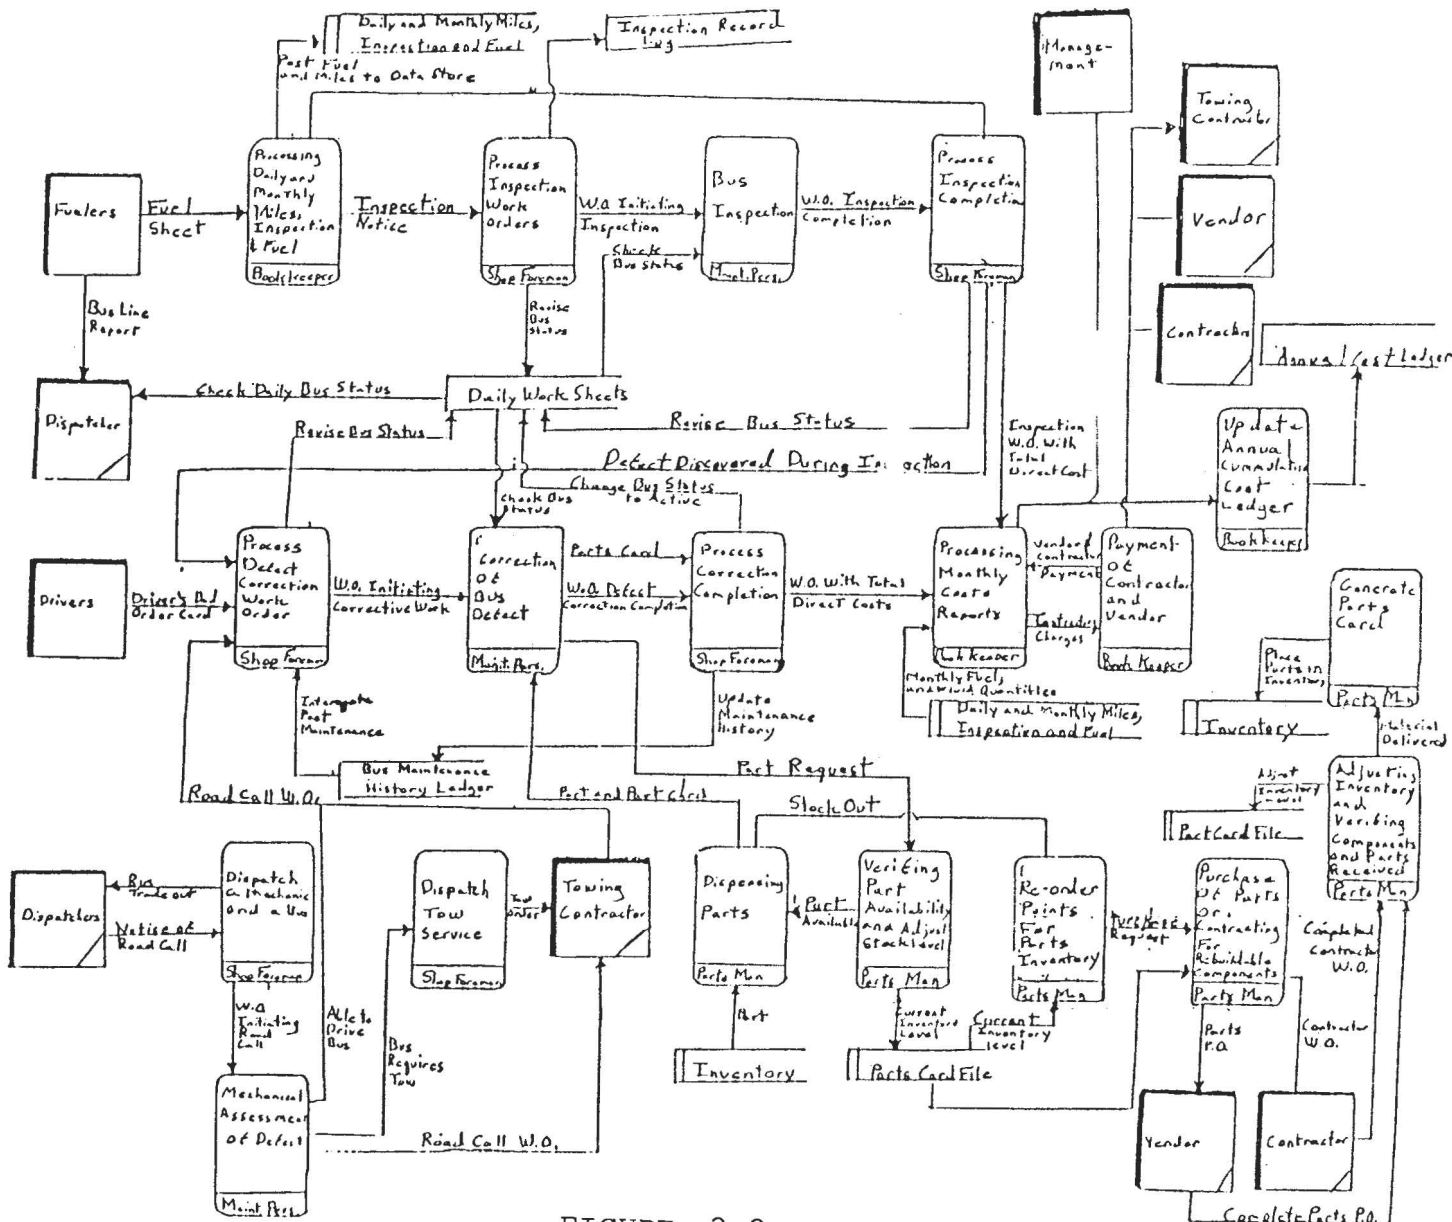 Daily and Monthly Miles,
Inspection and Fuel
Post Fuel
and Miles to Data Store
Inspection Record
Log
Manage-
ment
Towing
Contractor
Fuelers
Fuel
Sheet
Processing
Daily and
Monthly
Miles,
Inspection
& Fuel
Bookkeeper
Inspection
Notice
Process
Inspection
Work
Orders
Shop Foreman
W.O Initiating
Inspection
Bus
Inspection
Maint. Pers.
W.O. Inspection
Completion
Process
Inspection
Completion
Shop Foreman
Vendor
Check
Bus Status
Bus Line
Report
Revise
Bus
Status
Contractor
Cost Ledger
Dispatcher
Check Daily Bus Status
Daily Work Sheets
Revise Bus Status
Revise Bus Status
Inspection
W.O. With
Total
Direct Cost
Update
Annual
Cummulative
Cost
Ledger
Bookkeeper
Defect Discovered During
Change Bus Status
to Active
Check Bus
Status
Drivers
Driver's Bad
Order Card
Process
Defect
Correction
Work
Order
Shop Foreman
W.O. Initiating
Corrective Work
Correction
Of
Bus
Defect
Maint. Pers.
Parts Card
W.O. Defect
Correction Completion
Process
Correction
Completion
Shop Foreman
W.O. With Total
Direct Costs
Processing
Monthly
Costs
Reports
Book Keeper
Contractor
Payment
Charges
Payment
Of
Contractor
and
Vendor
Book Keeper
Generate
Parts
Card
Parts Man
Place
Parts in
Inventory
Inventory
Material
Delivered
Monthly Fuel,
and Fluid Quantities
Daily and Monthly Miles,
Inspection and Fuel
Past
Maintenance
Update
Maintenance
History
Bus Maintenance
History Ledger
Part Request
Road Call W.O.
Part and Part Card
Stock Out
Adjust
Inventory
Level
Part Card File
Adjusting
Inventory
and
Verifing
Components
and Parts
Received
Parts Man
Dispatchers
Bus
Trade out
Notice of
Road Call
Dispatch
a Mechanic
and a Bus
Shop Foreman
Dispatch
Tow
Service
Shop Foreman
Tow
Order
Towing
Contractor
Dispensing
Parts
Parts Man
Part
Available
Verifing
Part
Availability
and Adjust
Stock Level
Parts Man
Re-order
Points
For
Parts
Inventory
Parts Man
Purchase
Request
Purchase
Of Parts
Or
Contracting
For
Rebuildable
Components
Parts Man
Completed
Contractor
W.O.
W.O
Initiating
Road
Call
Able to
Drive
Bus
Bus
Requires
Tow
Part
Current
Inventory
Level
Current
Inventory
Level
Inventory
Parts Card File
Parts
P.O.
Contractor
W.O.
Mechanical
Assessment
Of Defect
Maint. Pers.
Road Call W.O.
Vendor
Contractor
Complete Parts P.O.